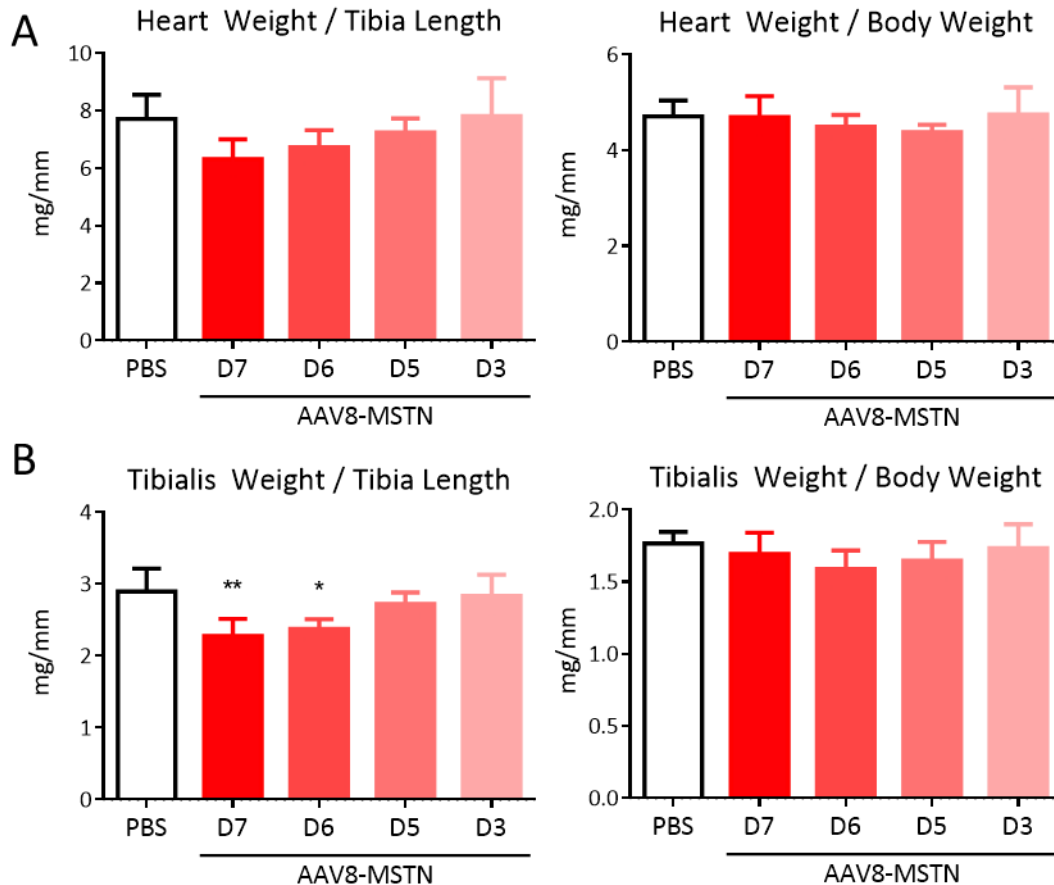 A
Heart Weight / Tibia Length
mg/mm
10
8
6
4
2
0
PBS D7 D6 D5 D3
AAV8-MSTN
Heart Weight / Body Weight
mg/mm
6
4
2
0
PBS D7 D6 D5 D3
AAV8-MSTN
B
Tibialis Weight / Tibia Length
mg/mm
4
3
2
1
0
** *
PBS D7 D6 D5 D3
AAV8-MSTN
Tibialis Weight / Body Weight
mg/mm
2.0
1.5
1.0
0.5
0.0
PBS D7 D6 D5 D3
AAV8-MSTN